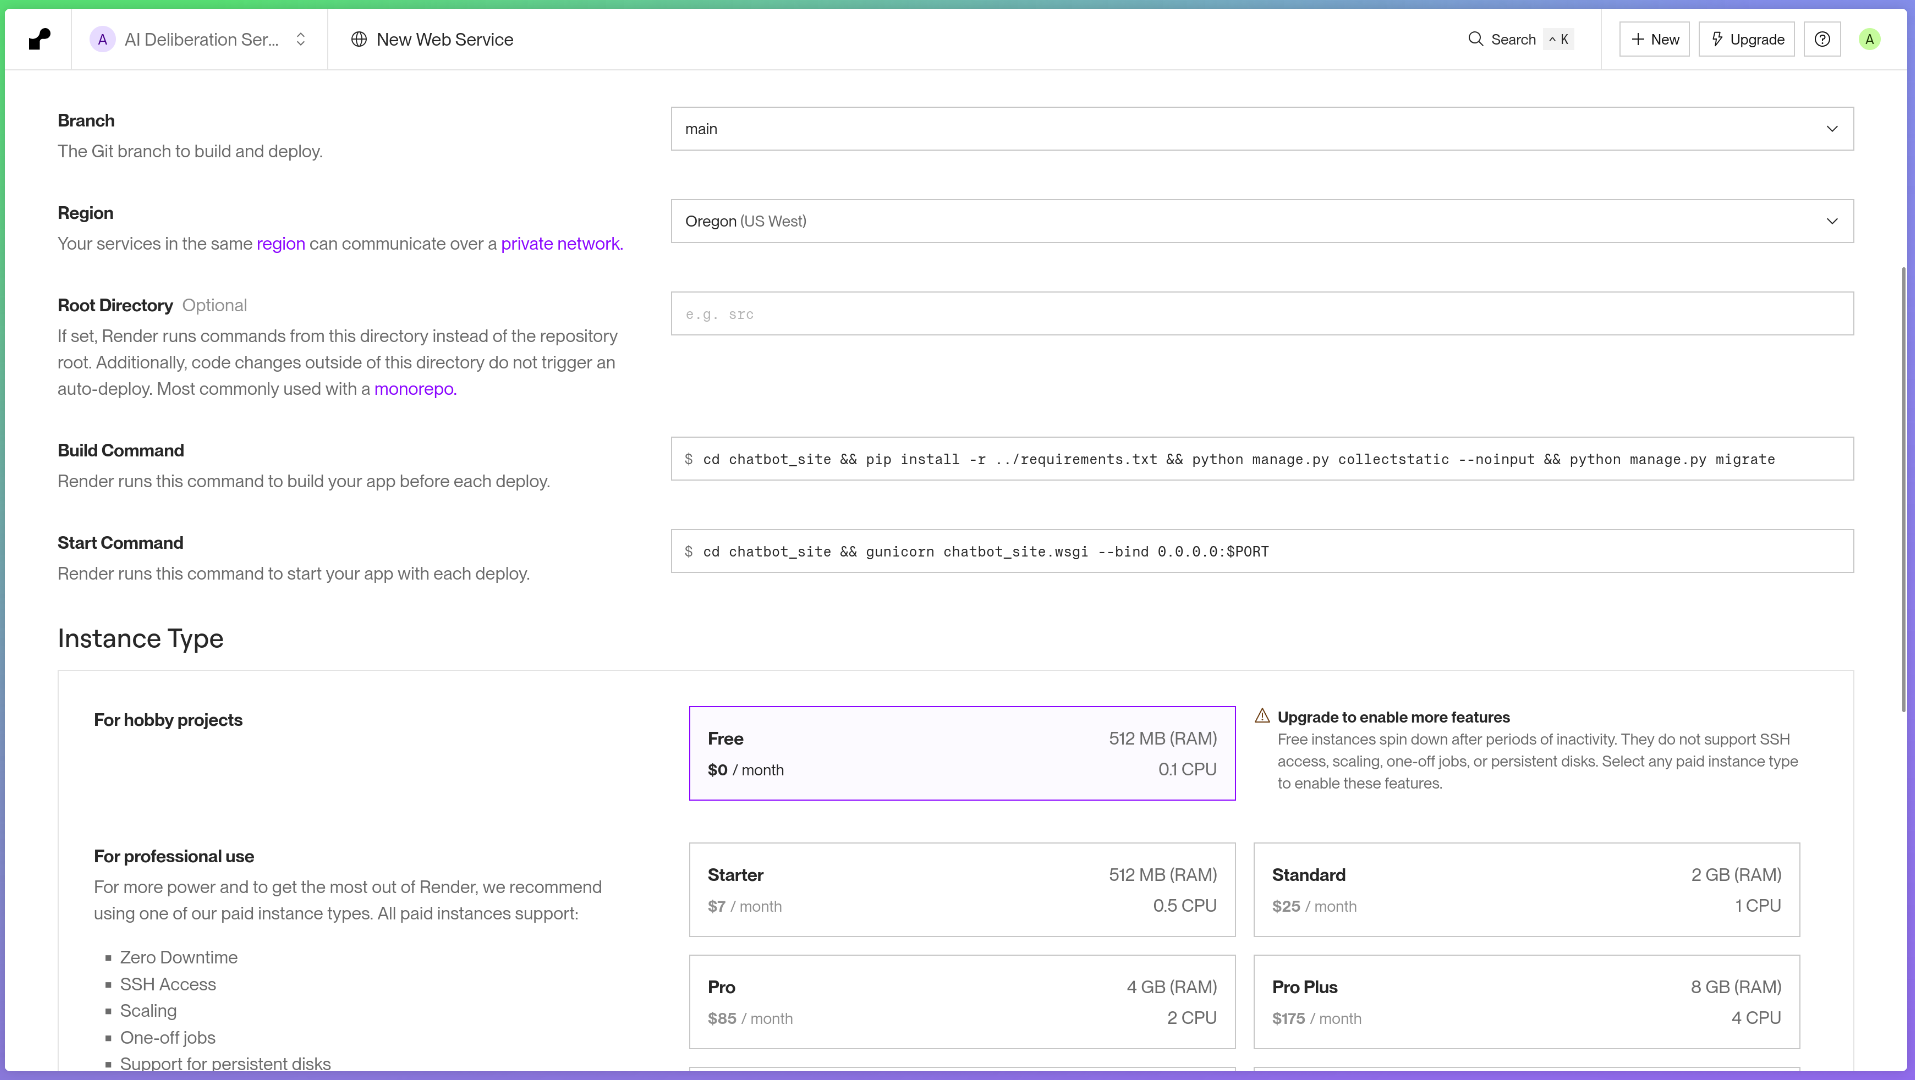 A AI Deliberation Ser...
New Web Service
Search ^ K
New
Upgrade
A
Branch
The Git branch to build and deploy.
main
Region
Your services in the same region can communicate over a private network.
Oregon (US West)
Root Directory Optional
If set, Render runs commands from this directory instead of the repository
root. Additionally, code changes outside of this directory do not trigger an
auto-deploy. Most commonly used with a monorepo.
e.g. src
Build Command
Render runs this command to build your app before each deploy.
$ cd chatbot_site && pip install -r ../requirements.txt && python manage.py collectstatic --noinput && python manage.py migrate
Start Command
Render runs this command to start your app with each deploy.
$ cd chatbot_site && gunicorn chatbot_site.wsgi --bind 0.0.0.0:$PORT
Instance Type
For hobby projects
Free 512 MB (RAM)
$0 / month 0.1 CPU
Upgrade to enable more features
Free instances spin down after periods of inactivity. They do not support SSH
access, scaling, one-off jobs, or persistent disks. Select any paid instance type
to enable these features.
For professional use
For more power and to get the most out of Render, we recommend
using one of our paid instance types. All paid instances support:
▪ Zero Downtime
▪ SSH Access
▪ Scaling
▪ One-off jobs
▪ Support for persistent disks
Starter 512 MB (RAM)
$7 / month 0.5 CPU
Standard 2 GB (RAM)
$25 / month 1 CPU
Pro 4 GB (RAM)
$85 / month 2 CPU
Pro Plus 8 GB (RAM)
$175 / month 4 CPU